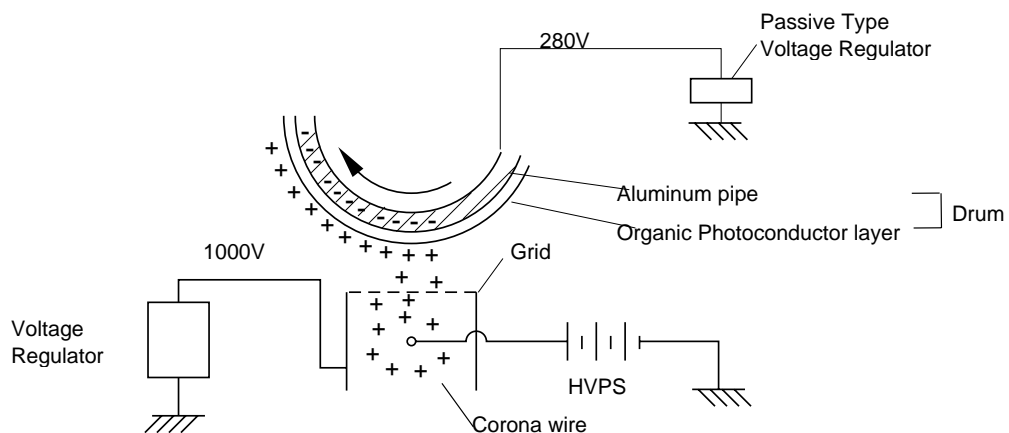 Passive Type
Voltage Regulator
280V
Aluminum pipe
Drum
Organic Photoconductor layer
1000V
Grid
Voltage
Regulator
HVPS
Corona wire